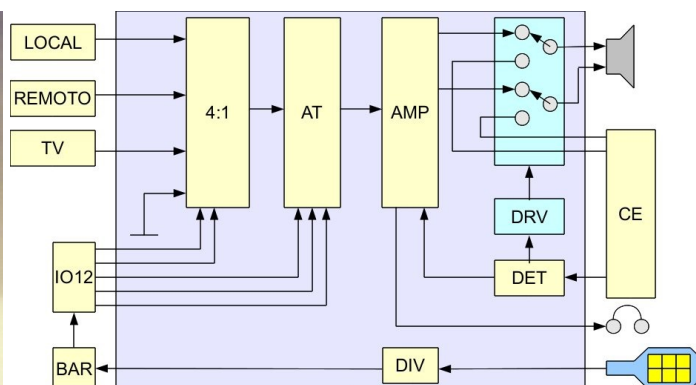 LOCAL
REMOTO
TV
4:1
AT
AMP
CE
DRV
IO12
DET
BAR
DIV